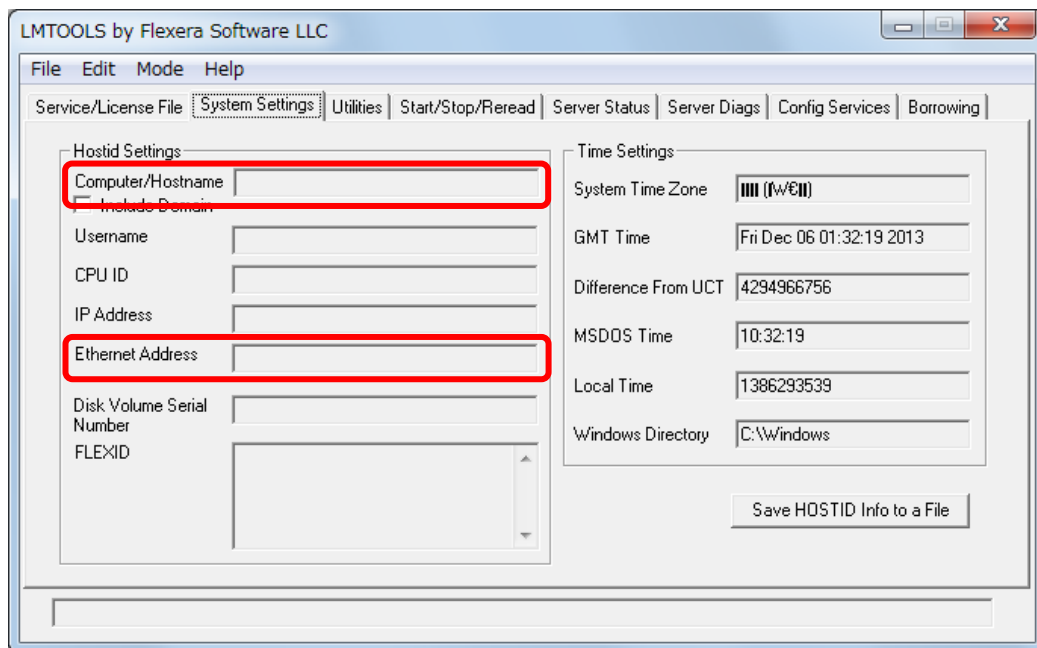 LMTOOLS by Flexera Software LLC
File Edit Mode Help
Service/License File System Settings Utilities Start/Stop/Reread Server Status Server Diags Config Services Borrowing
Hostid Settings
Computer/Hostname
Include Domain
Username
CPU ID
IP Address
Ethernet Address
Disk Volume Serial
Number
FLEXID
Time Settings
System Time Zone
GMT Time Fri Dec 06 01:32:19 2013
Difference From UCT 4294966756
MSDOS Time 10:32:19
Local Time 1386293539
Windows Directory C:\Windows
Save HOSTID Info to a File